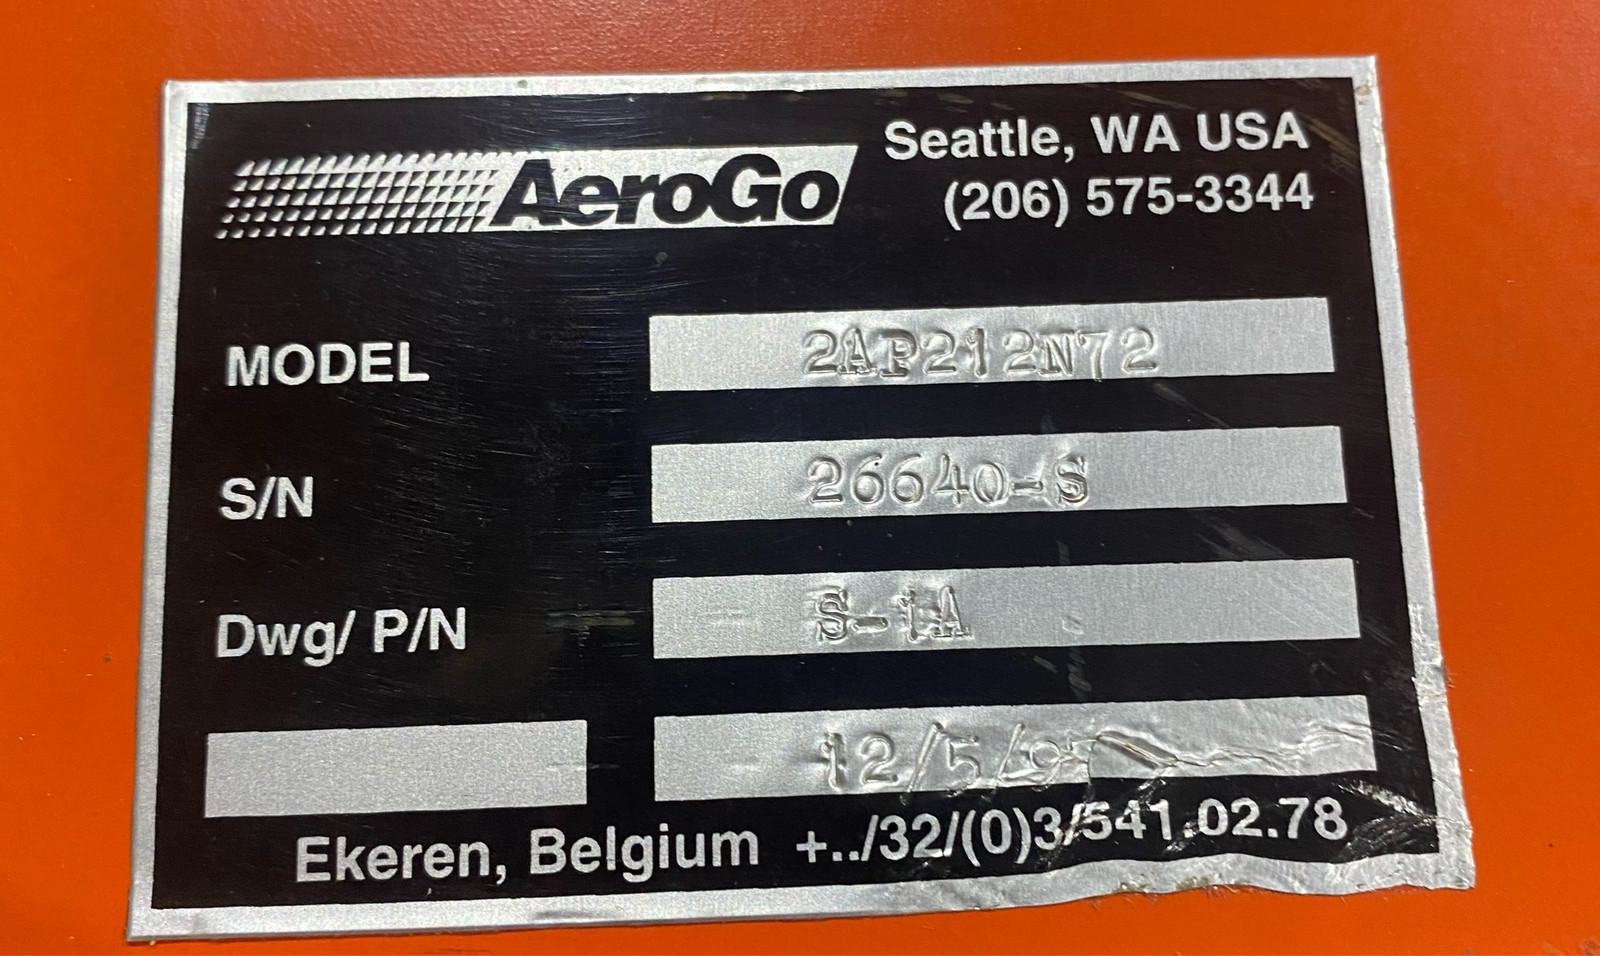 AeroGo
Seattle, WA USA
(206) 575-3344
MODEL 2AP212N72
S/N 26640-S
Dwg/ P/N S-1A
Ekeren, Belgium +../32/(0)3/541.02.78